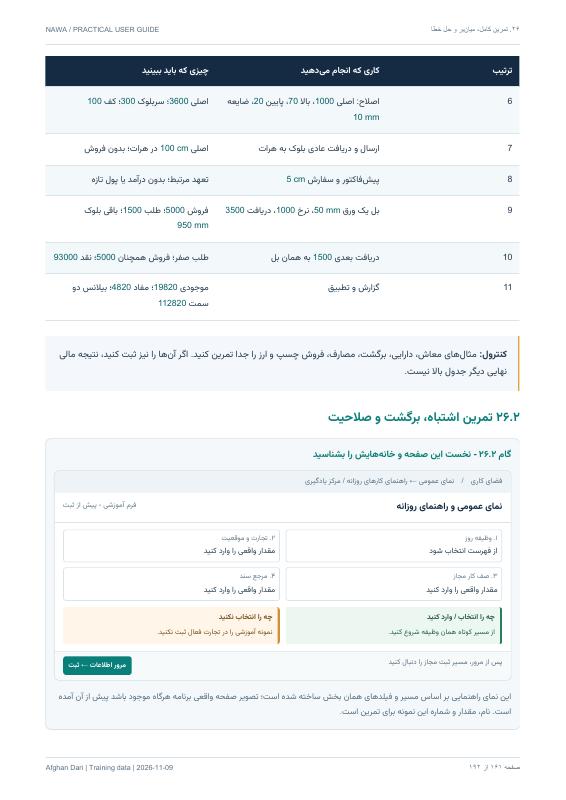 ۲۶. تمرین کامل، میان‌بر و حل خطا
NAWA / PRACTICAL USER GUIDE
ترتیب کاری که انجام می‌دهید چیزی که باید ببینید
6 اصلاح: اصلی 1000، بالا 70، پایین 20، ضایعه اصلی 3600؛ سربلوک 300؛ کف 100
10 mm
7 ارسال و دریافت عادی بلوک به هرات اصلی 100 cm در هرات؛ بدون فروش
8 پیش‌فاکتور و سفارش 5 cm تعهد مرتبط؛ بدون درآمد یا پول تازه
9 بل یک ورق 50 mm، نرخ 1000، دریافت 3500 فروش 5000؛ طلب 1500؛ باقی بلوک
950 mm
10 دریافت بعدی 1500 به همان بل طلب صفر؛ فروش همچنان 5000؛ نقد 93000
11 گزارش و تطبیق موجودی 19820؛ مفاد 4820؛ بیلانس دو
سمت 112820
کنترول: مثال‌های معاش، دارایی، برگشت، مصارف، فروش چسپ و ارز را جدا تمرین کنید. اگر آن‌ها را نیز ثبت کنید، نتیجه مالی
نهایی دیگر جدول بالا نیست.
۲۶.۲ تمرین اشتباه، برگشت و صلاحیت
گام ۲۶.۲ - نخست این صفحه و خانه‌هایش را بشناسید
فضای کاری / نمای عمومی ← راهنمای کارهای روزانه / مرکز یادگیری
نمای عمومی و راهنمای روزانه
فرم آموزشی - پیش از ثبت
۱. وظیفه روز
از فهرست انتخاب شود
۲. تجارت و موقعیت
مقدار واقعی را وارد کنید
۳. صف کار مجاز
مقدار واقعی را وارد کنید
۴. مرجع سند
مقدار واقعی را وارد کنید
چه را انتخاب / وارد کنید
از مسیر کوتاه همان وظیفه شروع کنید.
چه را انتخاب نکنید
نمونه آموزشی را در تجارت فعال ثبت نکنید.
پس از مرور، مسیر ثبت مجاز را دنبال کنید
مرور اطلاعات ← ثبت
این نمای راهنمایی بر اساس مسیر و فیلدهای همان بخش ساخته شده است؛ تصویر صفحه واقعی برنامه هرگاه موجود باشد پیش از آن آمده
است. نام، مقدار و شماره این نمونه برای تمرین است.
صفحه ۱۶۱ از ۱۹۲
Afghan Dari | Training data | 2026-11-09